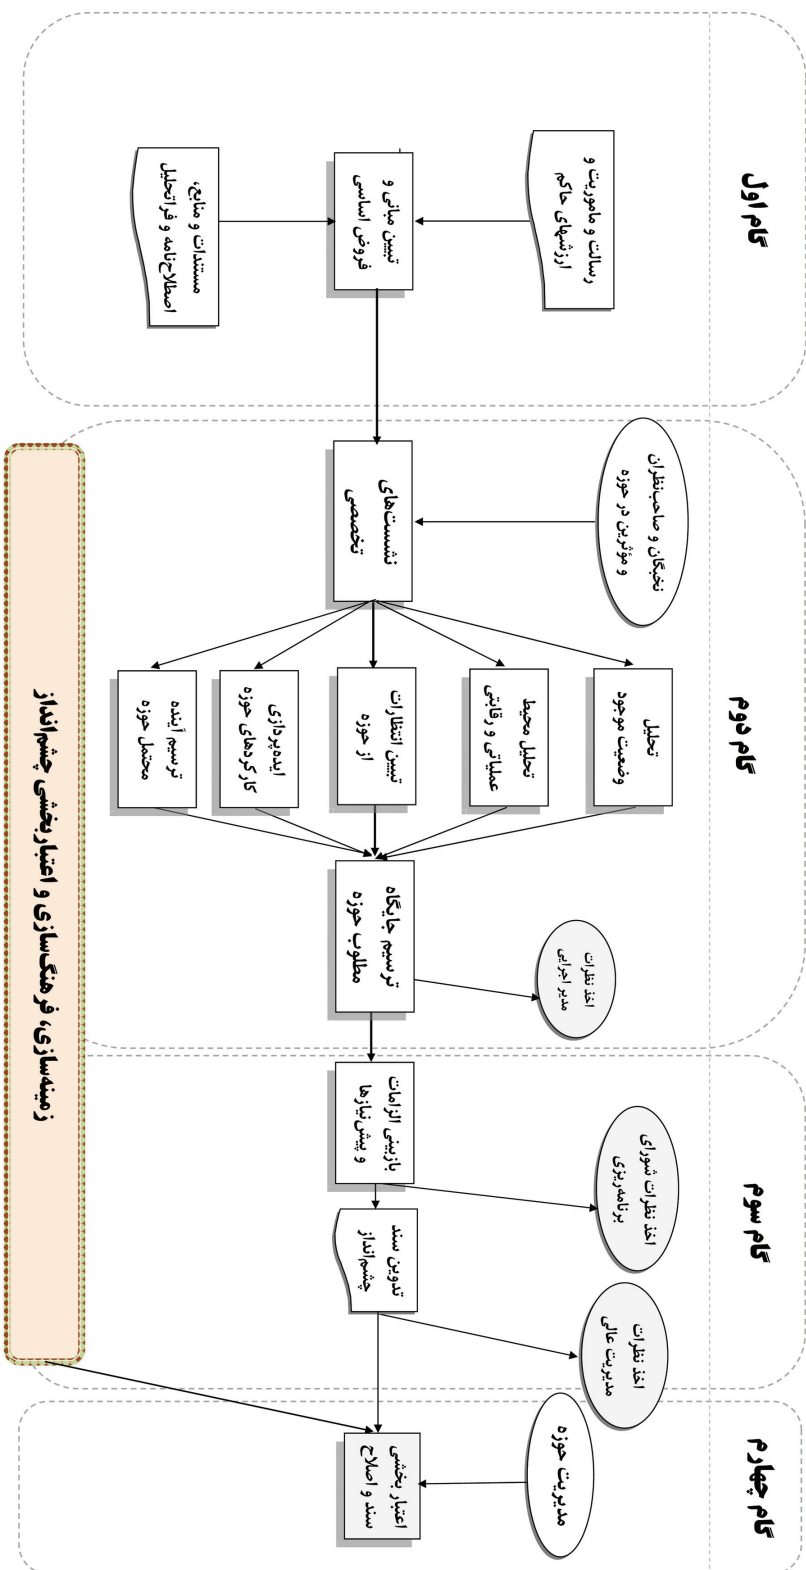 گام اول
رسالت و ماموریت و
ارزشهای حاکم
تبیین مبانی و
فروض اساسی
مستندات و منابع،
اصطلاح‌نامه و فراتحلیل
گام دوم
نخبگان و صاحب‌نظران
و مؤثرین در حوزه
نشست‌های
تخصصی
تحلیل
وضعیت موجود
تحلیل محیط
عملیاتی و رقابتی
تبیین انتظارات
از حوزه
ایده‌پردازی
کارکردهای حوزه
ترسیم آینده
محتمل حوزه
اخذ نظرات
مدیر اجرایی
ترسیم جایگاه
مطلوب حوزه
گام سوم
اخذ نظرات شورای
برنامه‌ریزی
بازبینی الزامات
و پیش‌نیازها
تدوین سند
چشم‌انداز
اخذ نظرات
مدیریت عالی
گام چهارم
مدیریت حوزه
اعتبار بخشی
سند و اصلاح
زمینه‌سازی، فرهنگ‌سازی و اعتباربخشی چشم‌انداز